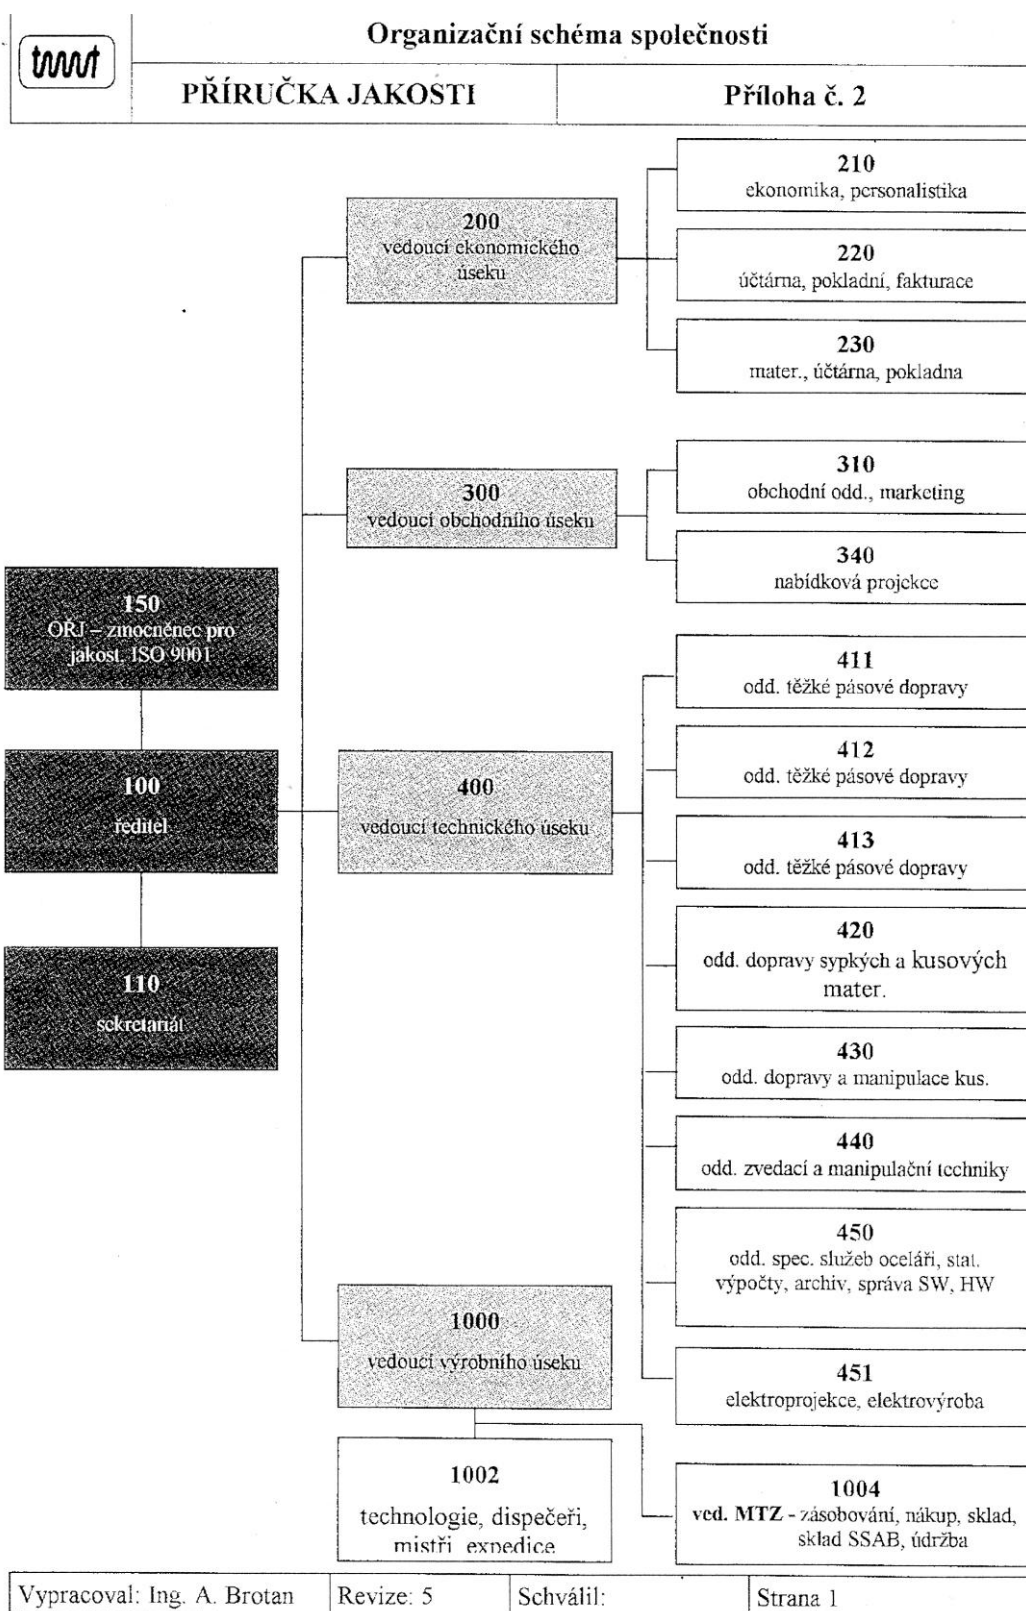 tmt
Organizační schéma společnosti
PŘÍRUČKA JAKOSTI
Příloha č. 2
210
ekonomika, personalistika
200
vedoucí ekonomického
úseku
220
účtárna, pokladní, fakturace
230
mater., účtárna, pokladna
310
obchodní odd., marketing
300
vedoucí obchodního úseku
340
nabídková projekce
150
OŘJ – zmocněnec pro
jakost, ISO 9001
411
odd. těžké pásové dopravy
100
ředitel
400
vedoucí technického úseku
412
odd. těžké pásové dopravy
413
odd. těžké pásové dopravy
110
sekretariát
420
odd. dopravy sypkých a kusových
mater.
430
odd. dopravy a manipulace kus.
440
odd. zvedací a manipulační techniky
450
odd. spec. služeb oceláři, stat.
výpočty, archiv, správa SW, HW
1000
vedoucí výrobního úseku
451
elektroprojekce, elektrovýroba
1002
technologie, dispečeři,
mistři expedice
1004
ved. MTZ - zásobování, nákup, sklad,
sklad SSAB, údržba
Vypracoval: Ing. A. Brotan
Revize: 5
Schválil:
Strana 1